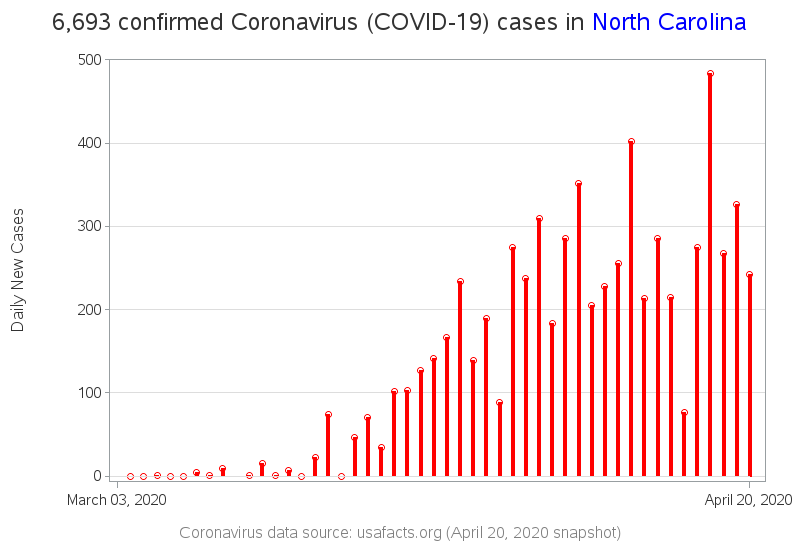 6,693 confirmed Coronavirus (COVID-19) cases in North Carolina
500
400
300
200
100
0
Daily New Cases
March 03, 2020
April 20, 2020
Coronavirus data source: usafacts.org (April 20, 2020 snapshot)